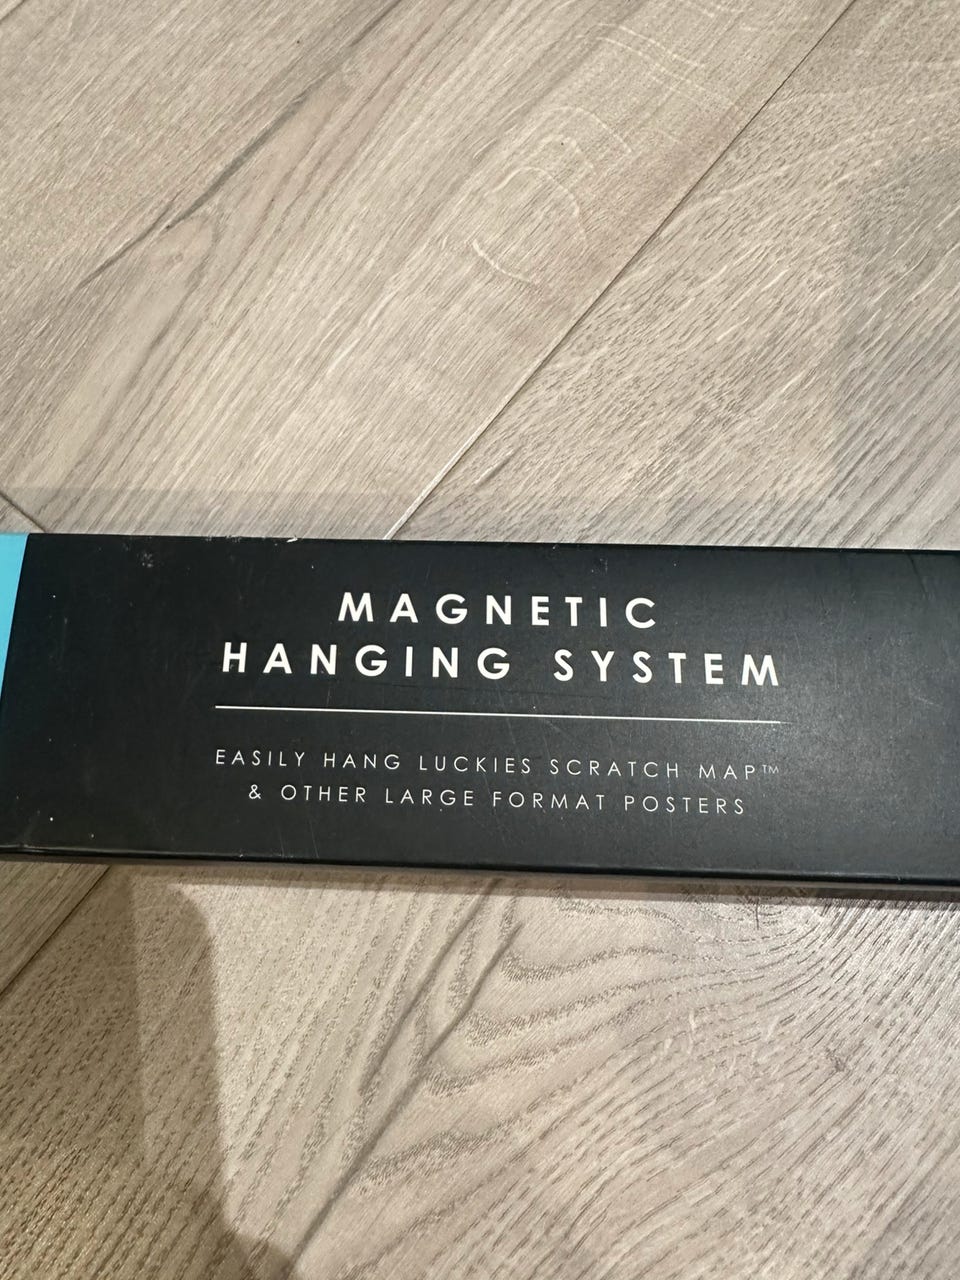 MAGNETIC
HANGING SYSTEM
EASILY HANG LUCKIES SCRATCH MAP™
& OTHER LARGE FORMAT POSTERS